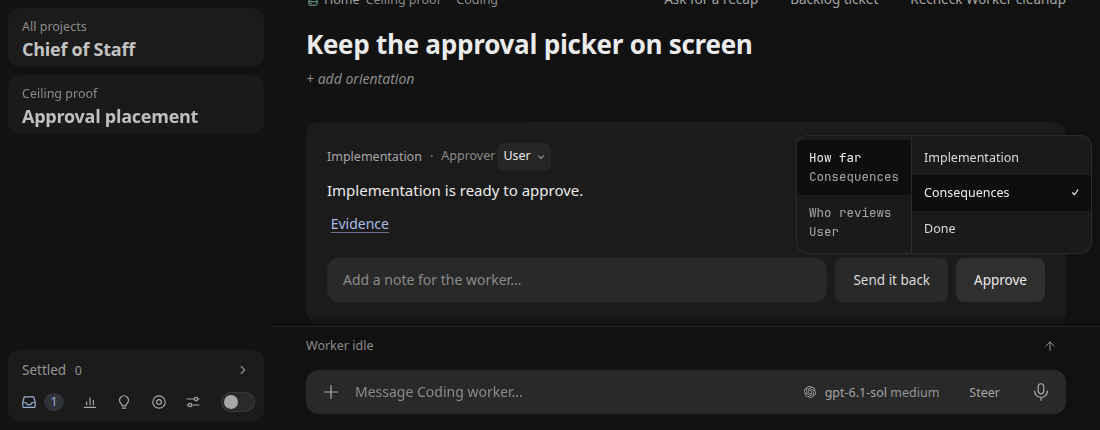 All projects
Chief of Staff
Ceiling proof
Approval placement
Settled 0
1
Home Ceiling proof Coding
Ask for a recap Backlog ticket Recheck Worker cleanup
Keep the approval picker on screen
+ add orientation
Implementation · Approver User
Implementation is ready to approve.
Evidence
How far
Consequences
Who reviews
User
Implementation
Consequences
Done
Add a note for the worker...
Send it back
Approve
Worker idle
Message Coding worker...
gpt-6.1-sol medium
Steer